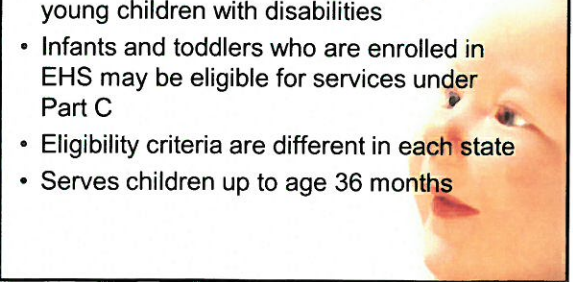 young children with disabilities
• Infants and toddlers who are enrolled in
EHS may be eligible for services under
Part C
• Eligibility criteria are different in each state
• Serves children up to age 36 months